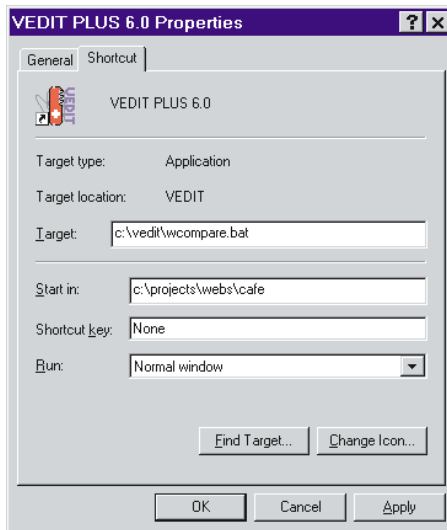 VEDIT PLUS 6.0 Properties
General Shortcut
VEDIT
VEDIT PLUS 6.0
Target type: Application
Target location: VEDIT
Target: c:\vedit\wcompare.bat
Start in: c:\projects\webs\cafe
Shortcut key: None
Run: Normal window
Find Target... Change Icon...
OK Cancel Apply